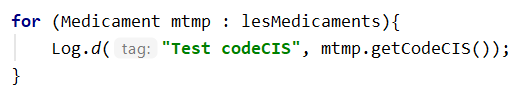 for (Medicament mtmp : lesMedicaments){
Log.d( tag: "Test codeCIS", mtmp.getCodeCIS());
}